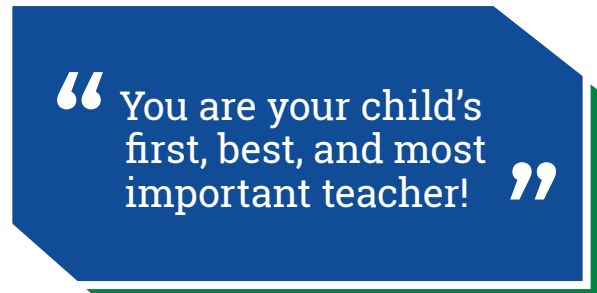 “ You are your child’s
first, best, and most
important teacher! ”